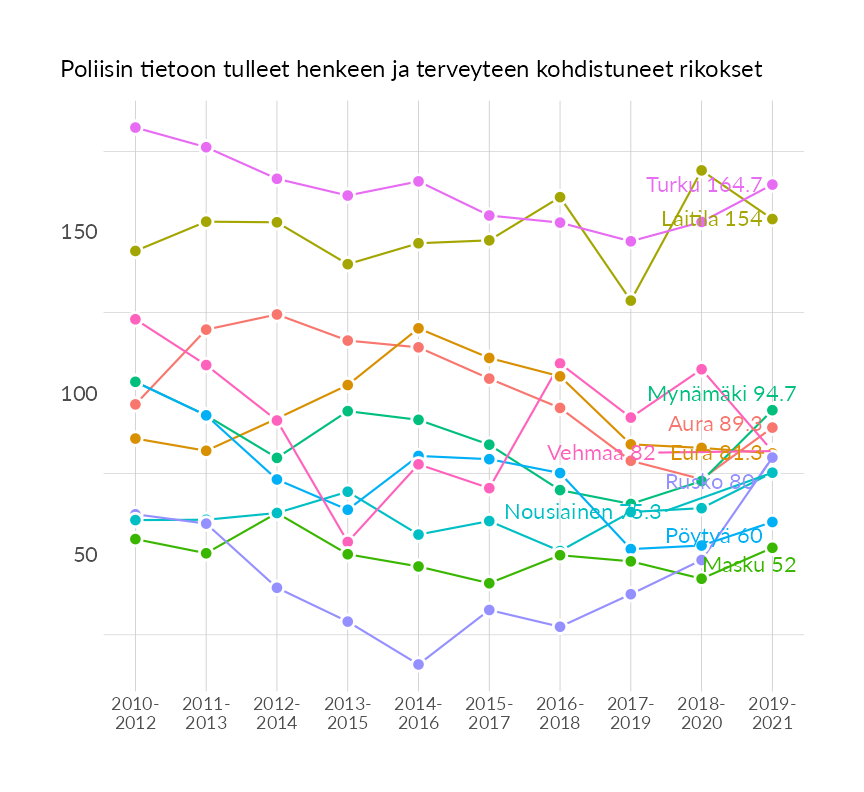 Poliisin tietoon tulleet henkeen ja terveyteen kohdistuneet rikokset
150
100
50
Turku 164.7
Laitila 154
Mynämäki 94.7
Aura 89.3
Vehmaa 82
Eura 81.3
Rusko 80
Nousiainen 75.3
Pöytyä 60
Masku 52
2010-
2012
2011-
2013
2012-
2014
2013-
2015
2014-
2016
2015-
2017
2016-
2018
2017-
2019
2018-
2020
2019-
2021